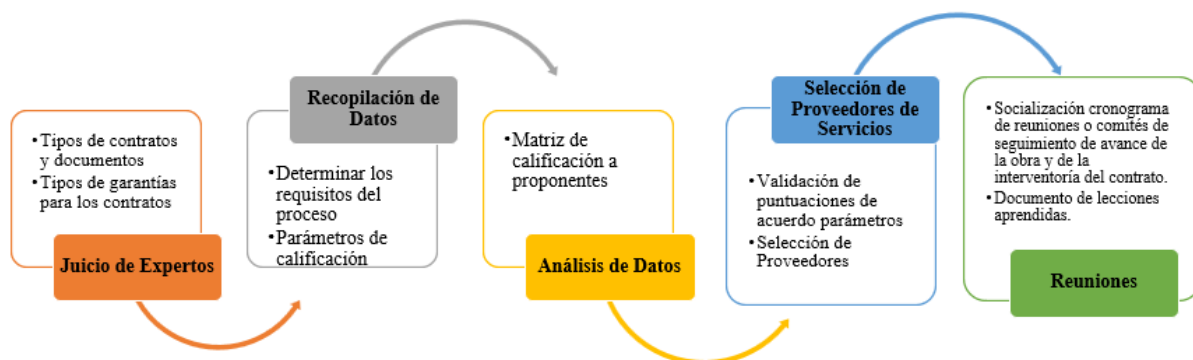 • Tipos de contratos
y documentos
• Tipos de garantías
para los contratos
Juicio de Expertos
Recopilación de
Datos
• Determinar los
requisitos del
proceso
• Parámetros de
calificación
• Matriz de
calificación a
proponentes
Análisis de Datos
Selección de
Proveedores de
Servicios
• Validación de
puntuaciones de
acuerdo parámetros
• Selección de
Proveedores
• Socialización cronograma
de reuniones o comités de
seguimiento de avance de
la obra y de la
interventoría del contrato.
• Documento de lecciones
aprendidas.
Reuniones